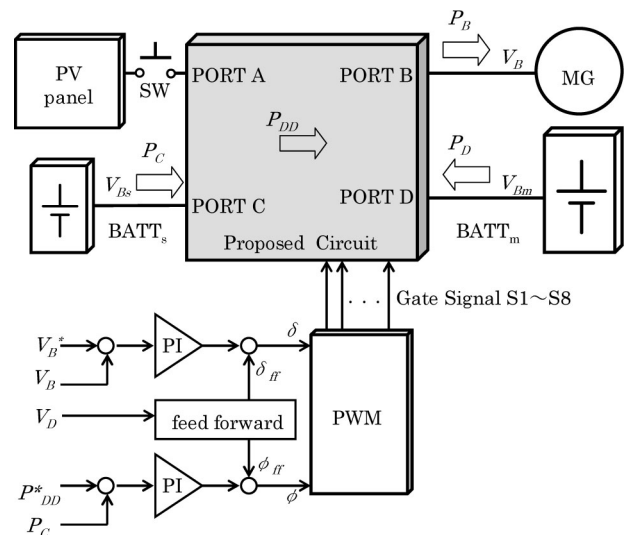 P_B
V_B
PV
panel
SW
PORT A
PORT B
MG
P_DD
P_C
P_D
V_Bs
V_Bm
PORT C
PORT D
BATT_s
Proposed Circuit
BATT_m
. . .
Gate Signal S1～S8
V_B*
PI
δ
V_B
δ_ff
V_D
feed forward
PWM
P*_DD
PI
ϕ_ff
ϕ
P_C